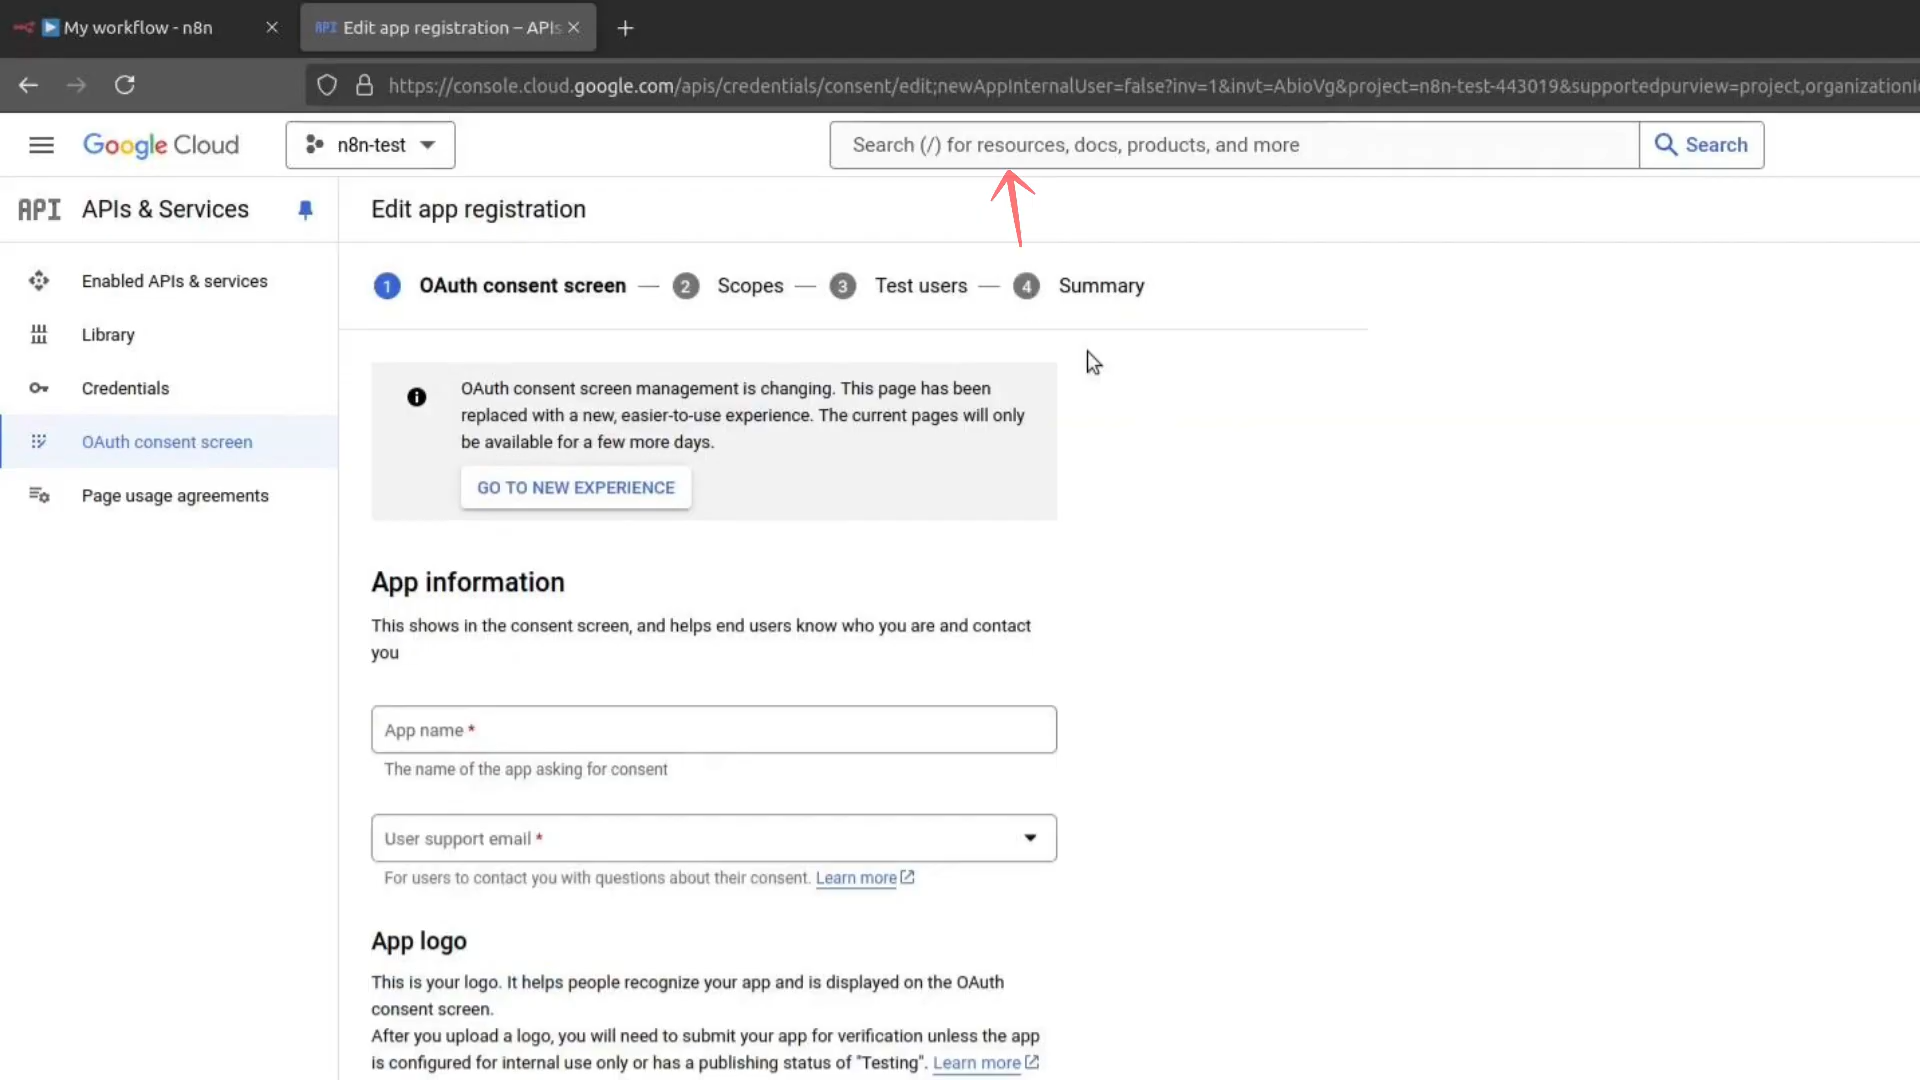 My workflow - n8n
API Edit app registration – APIs
https://console.cloud.google.com/apis/credentials/consent/edit;newAppInternalUser=false?inv=1&invt=AbioVg&project=n8n-test-443019&supportedpurview=project,organizationI
Google Cloud
n8n-test
Search (/) for resources, docs, products, and more
Search
API APIs & Services
Edit app registration
Enabled APIs & services
Library
Credentials
OAuth consent screen
Page usage agreements
1 OAuth consent screen — 2 Scopes — 3 Test users — 4 Summary
OAuth consent screen management is changing. This page has been
replaced with a new, easier-to-use experience. The current pages will only
be available for a few more days.
GO TO NEW EXPERIENCE
App information
This shows in the consent screen, and helps end users know who you are and contact
you
App name *
The name of the app asking for consent
User support email *
For users to contact you with questions about their consent. Learn more
App logo
This is your logo. It helps people recognize your app and is displayed on the OAuth
consent screen.
After you upload a logo, you will need to submit your app for verification unless the app
is configured for internal use only or has a publishing status of "Testing". Learn more